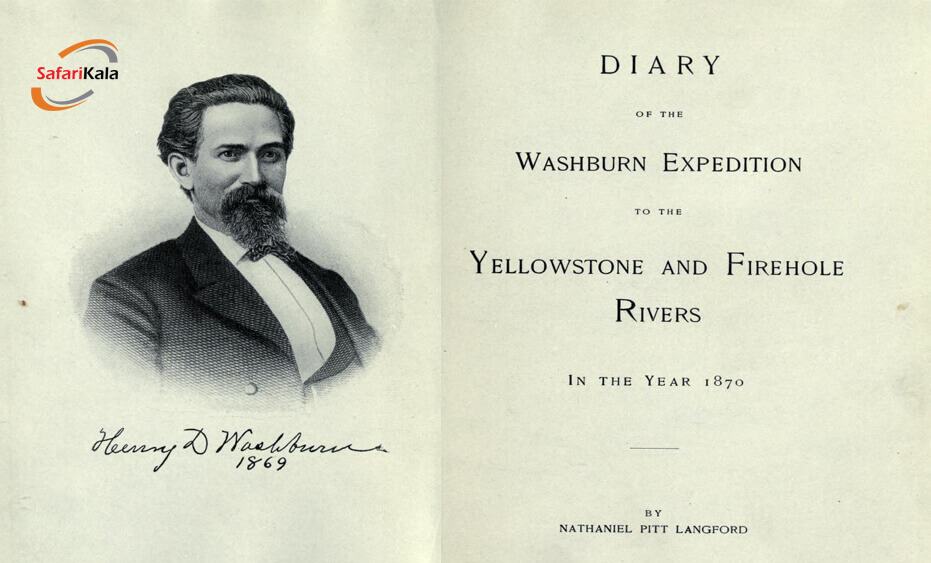 SafariKala
Henry D Washburn
1869
DIARY
OF THE
WASHBURN EXPEDITION
TO THE
YELLOWSTONE AND FIREHOLE
RIVERS
IN THE YEAR 1870
BY
NATHANIEL PITT LANGFORD